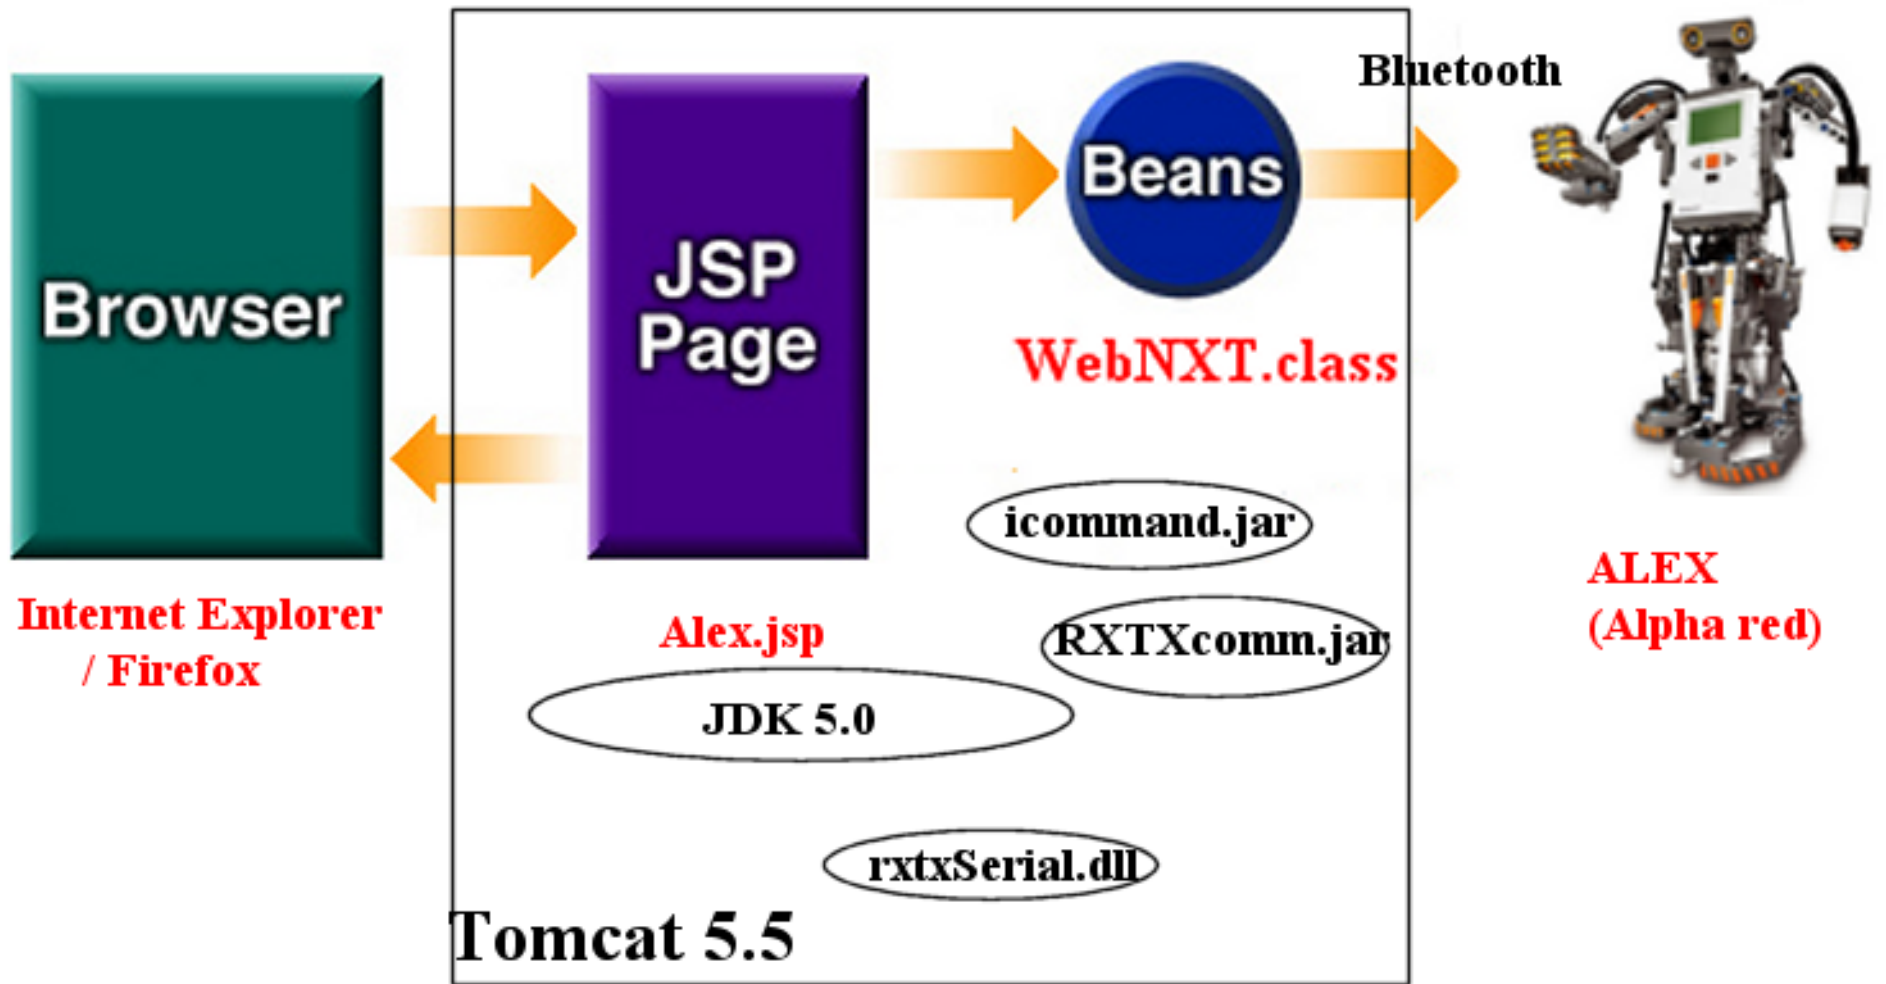 Bluetooth
Browser
JSP
Page
Beans
WebNXT.class
icommand.jar
Internet Explorer
/ Firefox
Alex.jsp
RXTXcomm.jar
ALEX
(Alpha red)
JDK 5.0
rxtxSerial.dll
Tomcat 5.5